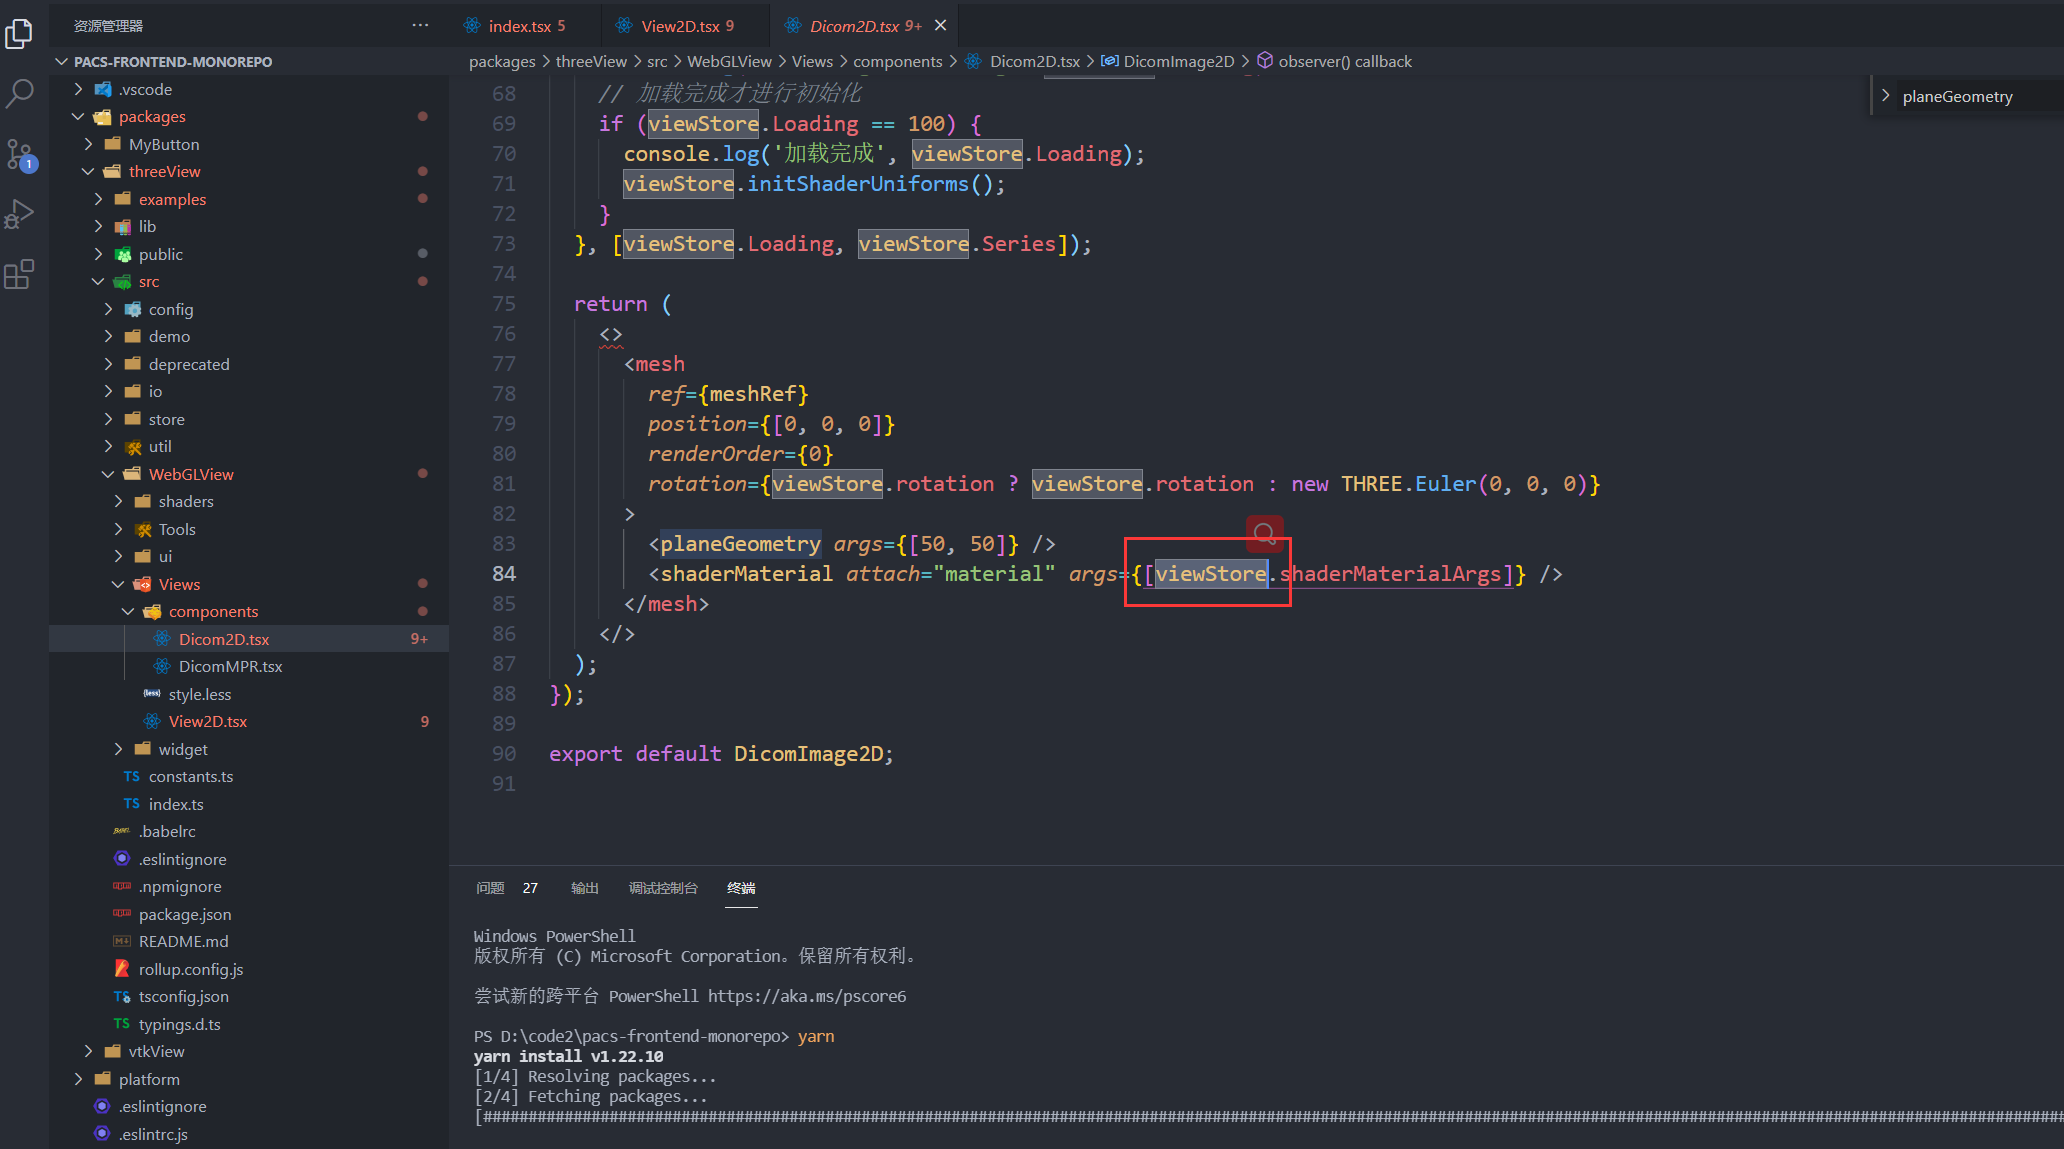 资源管理器
PACS-FRONTEND-MONOREPO
.vscode
packages
MyButton
threeView
examples
lib
public
src
config
demo
deprecated
io
store
util
WebGLView
shaders
Tools
ui
Views
components
Dicom2D.tsx 9+
DicomMPR.tsx
style.less
View2D.tsx 9
widget
TS constants.ts
TS index.ts
.babelrc
.eslintignore
.npmignore
package.json
README.md
rollup.config.js
tsconfig.json
TS typings.d.ts
vtkView
platform
.eslintignore
.eslintrc.js
1
index.tsx 5
View2D.tsx 9
Dicom2D.tsx 9+
packages > threeView > src > WebGLView > Views > components > Dicom2D.tsx > DicomImage2D > observer() callback
planeGeometry
68 // 加载完成才进行初始化
69 if (viewStore.Loading == 100) {
70 console.log('加载完成', viewStore.Loading);
71 viewStore.initShaderUniforms();
72 }
73 }, [viewStore.Loading, viewStore.Series]);
74
75 return (
76 <>
77 <mesh
78 ref={meshRef}
79 position={[0, 0, 0]}
80 renderOrder={0}
81 rotation={viewStore.rotation ? viewStore.rotation : new THREE.Euler(0, 0, 0)}
82 >
83 <planeGeometry args={[50, 50]} />
84 <shaderMaterial attach="material" args={[viewStore.shaderMaterialArgs]} />
85 </mesh>
86 </>
87 );
88 });
89
90 export default DicomImage2D;
91
问题 27 输出 调试控制台 终端
Windows PowerShell
版权所有 (C) Microsoft Corporation。保留所有权利。
尝试新的跨平台 PowerShell https://aka.ms/pscore6
PS D:\code2\pacs-frontend-monorepo> yarn
yarn install v1.22.10
[1/4] Resolving packages...
[2/4] Fetching packages...